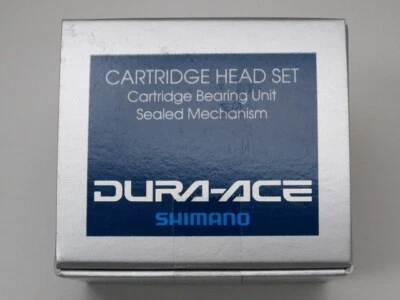 CARTRIDGE HEAD SET
Cartridge Bearing Unit
Sealed Mechanism
DURA-ACE
SHIMANO